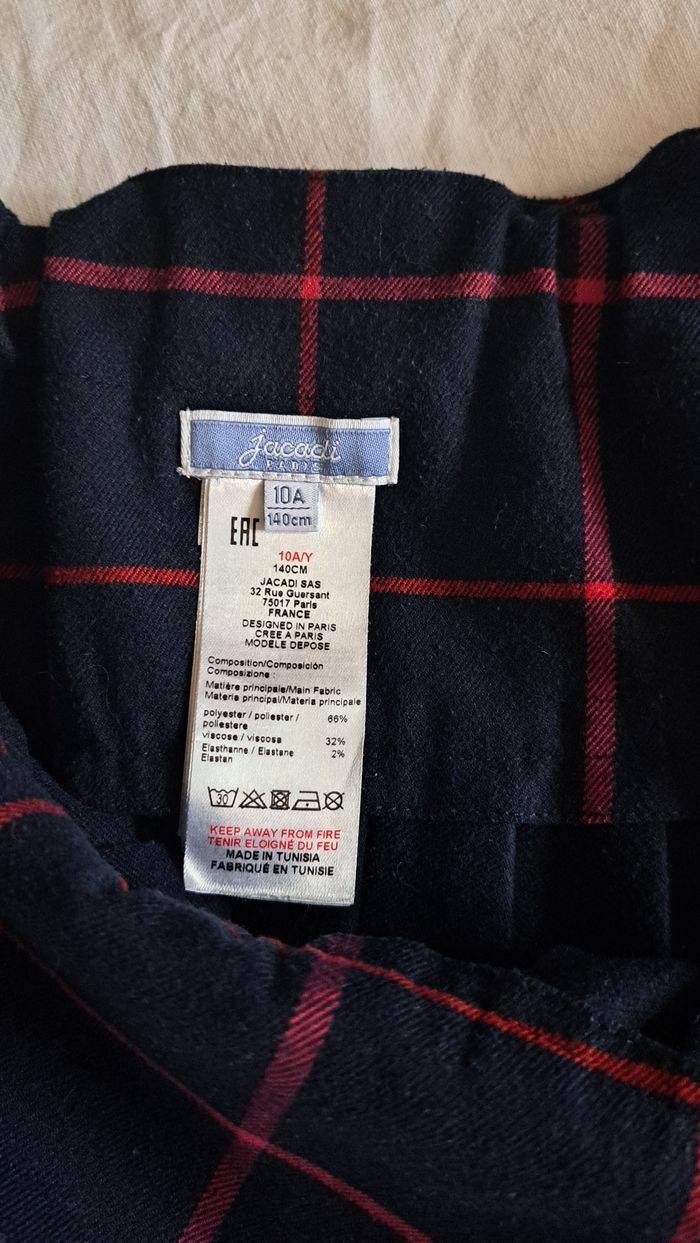 jacadi
PARIS
10A
140cm
EAC
10A/Y
140CM
JACADI SAS
32 Rue Guersant
75017 Paris
FRANCE
DESIGNED IN PARIS
CREE A PARIS
MODELE DEPOSE
Composition/Composición
Composizione :
Matière principale/Main Fabric
Materia principal/Materia principale
polyester / poliester / 66%
poliestere
viscose / viscosa 32%
Elasthanne / Elastane 2%
Elastan
30
KEEP AWAY FROM FIRE
TENIR ELOIGNÉ DU FEU
MADE IN TUNISIA
FABRIQUÉ EN TUNISIE